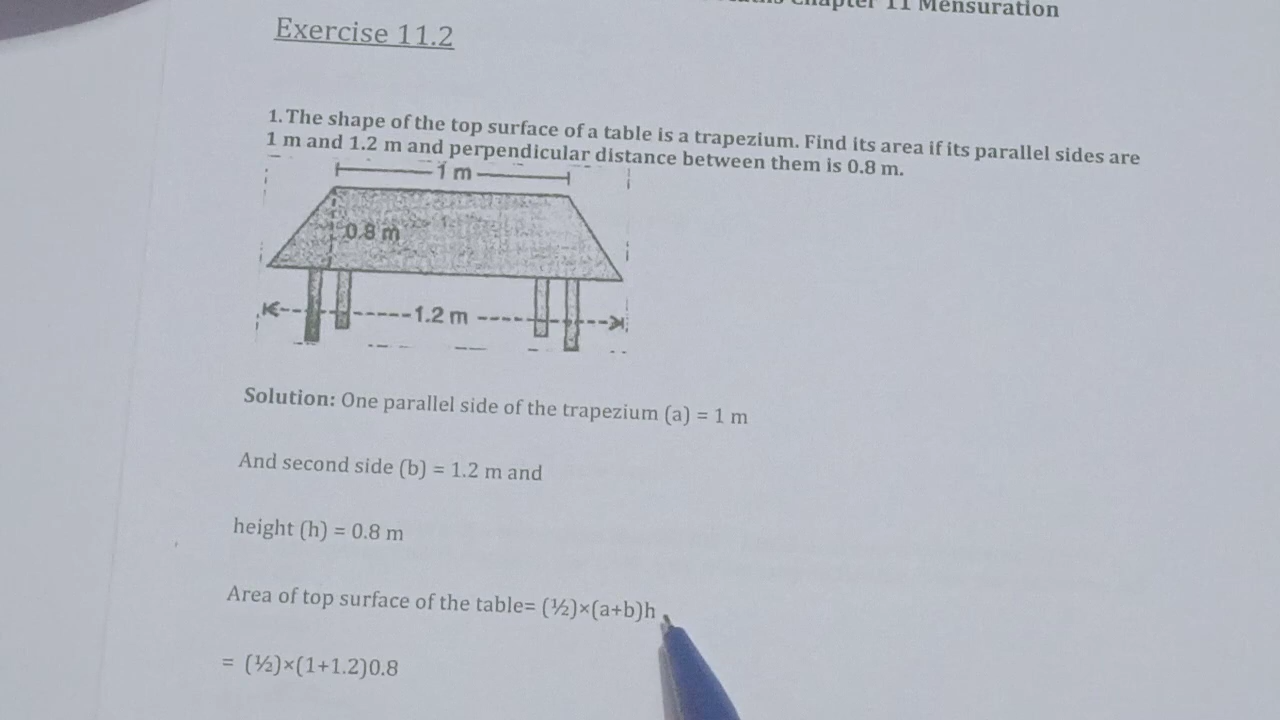 Chapter 11 Mensuration
Exercise 11.2
1. The shape of the top surface of a table is a trapezium. Find its area if its parallel sides are
1 m and 1.2 m and perpendicular distance between them is 0.8 m.
1 m
0.8 m
1.2 m
Solution: One parallel side of the trapezium (a) = 1 m
And second side (b) = 1.2 m and
height (h) = 0.8 m
Area of top surface of the table= (½)×(a+b)h
= (½)×(1+1.2)0.8